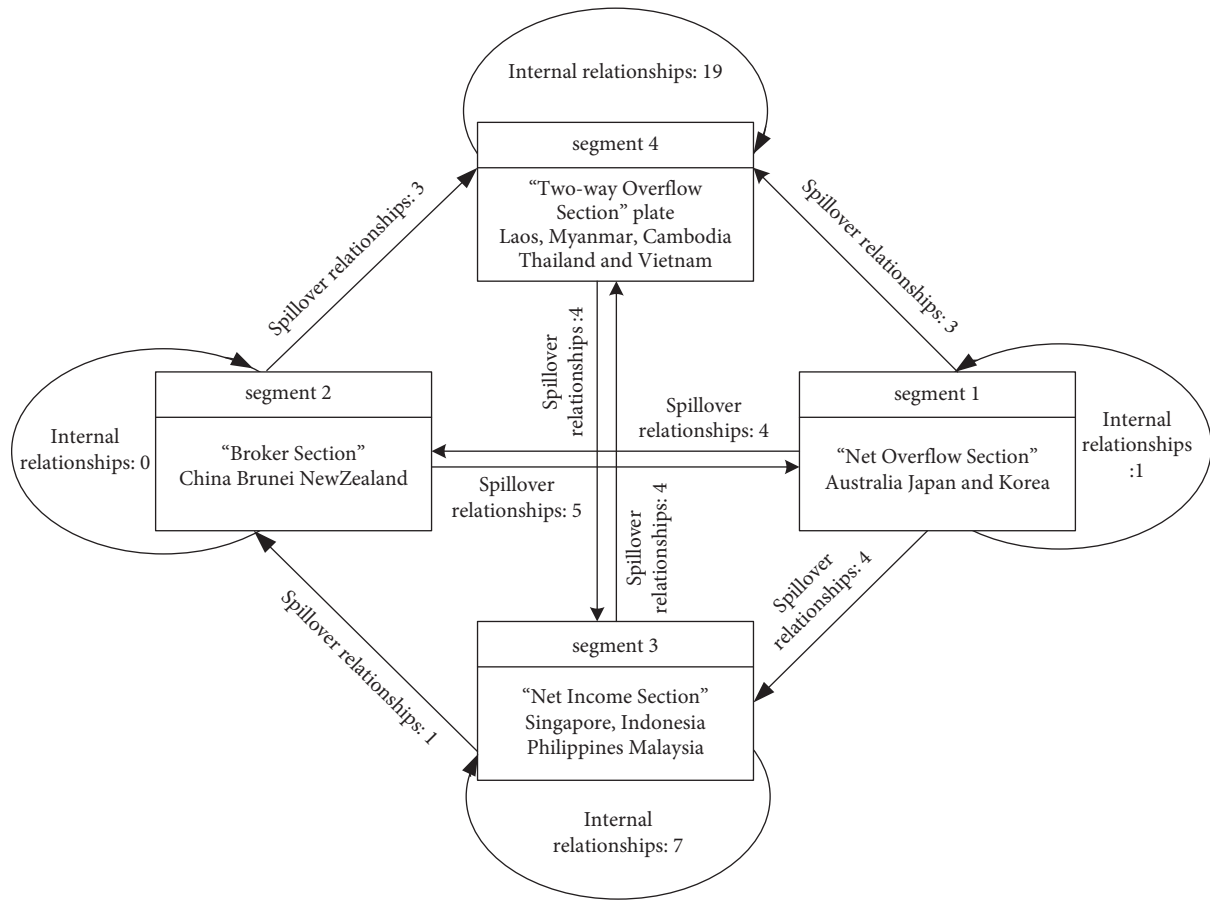 Internal relationships: 19
segment 4
“Two-way Overflow
Section” plate
Laos, Myanmar, Cambodia
Thailand and Vietnam
Spillover relationships: 3
Spillover relationships: 3
Spillover
relationships :4
Spillover
relationships: 4
segment 2
“Broker Section”
China Brunei NewZealand
Internal
relationships: 0
Spillover
relationships: 4
Spillover
relationships: 5
segment 1
“Net Overflow Section”
Australia Japan and Korea
Internal
relationships
:1
Spillover relationships: 1
Spillover
relationships: 4
segment 3
“Net Income Section”
Singapore, Indonesia
Philippines Malaysia
Internal
relationships: 7